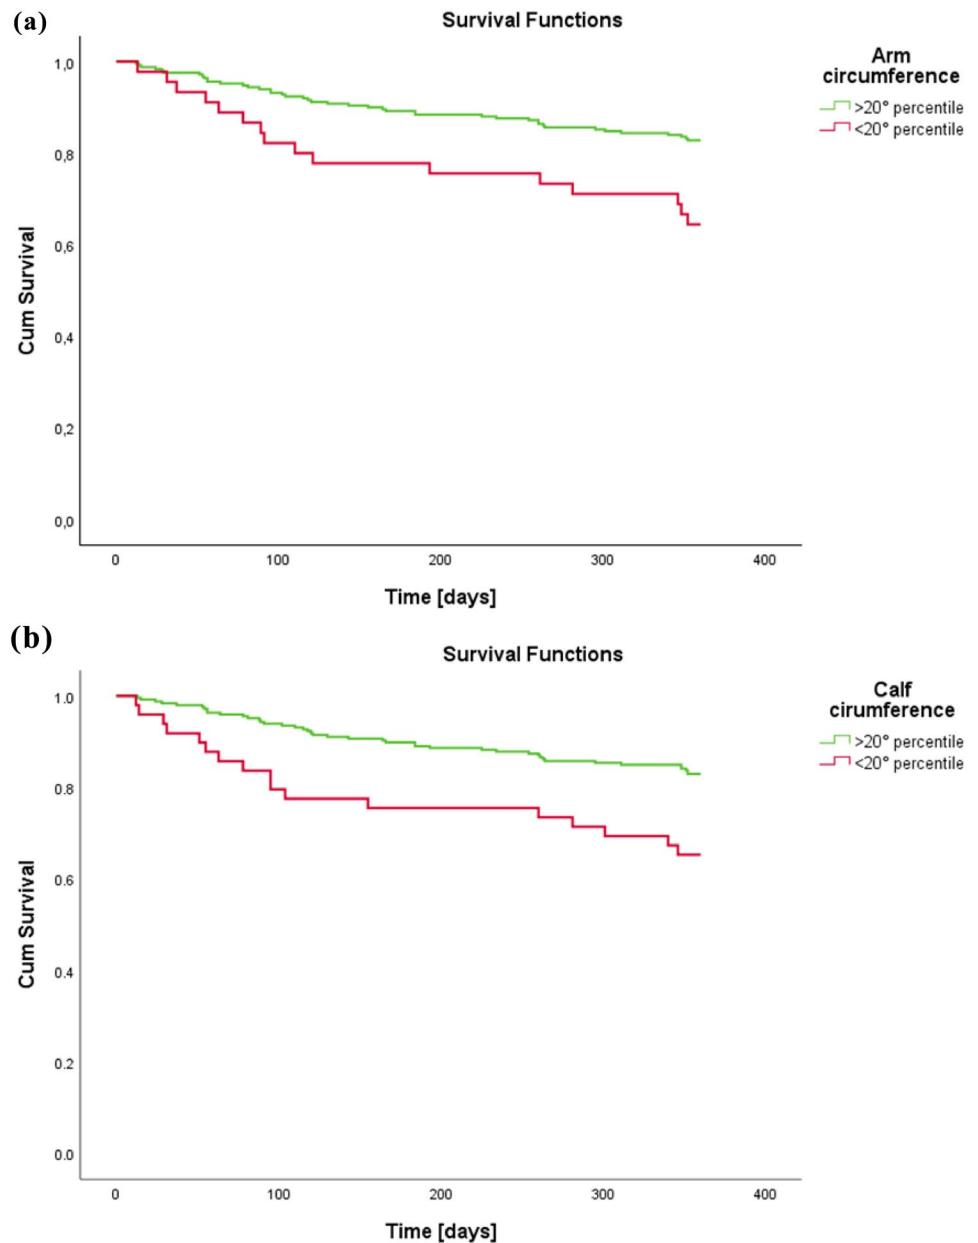 (a)
Survival Functions
Arm
circumference
>20° percentile
<20° percentile
1,0
0,8
0,6
0,4
0,2
0,0
Cum Survival
0 100 200 300 400
Time [days]
(b)
Survival Functions
Calf
cirumference
>20° percentile
<20° percentile
1.0
0.8
0.6
0.4
0.2
0.0
Cum Survival
0 100 200 300 400
Time [days]